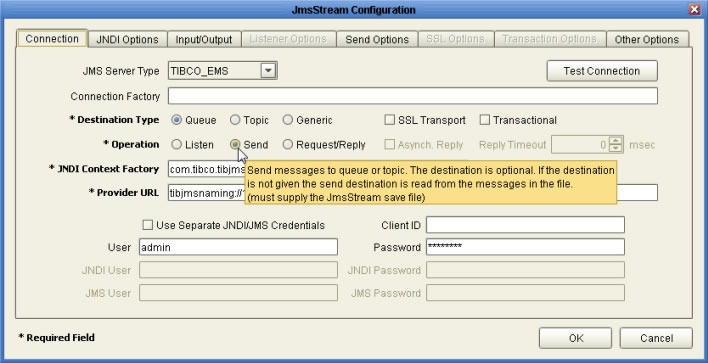 JmsStream Configuration
Connection JNDI Options Input/Output Listener Options Send Options SSL Options Transaction Options Other Options
JMS Server Type TIBCO_EMS Test Connection
Connection Factory
* Destination Type Queue Topic Generic SSL Transport Transactional
* Operation Listen Send Request/Reply Asynch. Reply Reply Timeout 0 msec
* JNDI Context Factory com.tibco.tibjms
Send messages to queue or topic. The destination is optional. If the destination
is not given the send destination is read from the messages in the file.
(must supply the JmsStream save file)
* Provider URL tibjmsnaming://
Use Separate JNDI/JMS Credentials Client ID
User admin Password ********
JNDI User JNDI Password
JMS User JMS Password
* Required Field OK Cancel